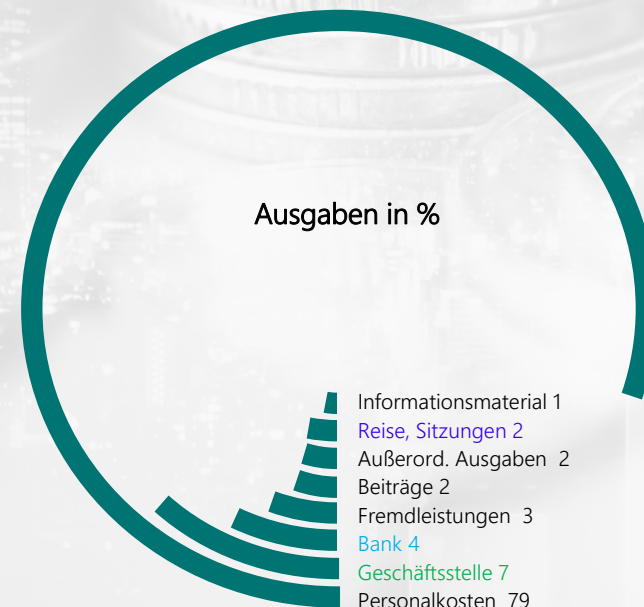 Ausgaben in %
Informationsmaterial 1
Reise, Sitzungen 2
Außerord. Ausgaben 2
Beiträge 2
Fremdleistungen 3
Bank 4
Geschäftsstelle 7
Personalkosten 79